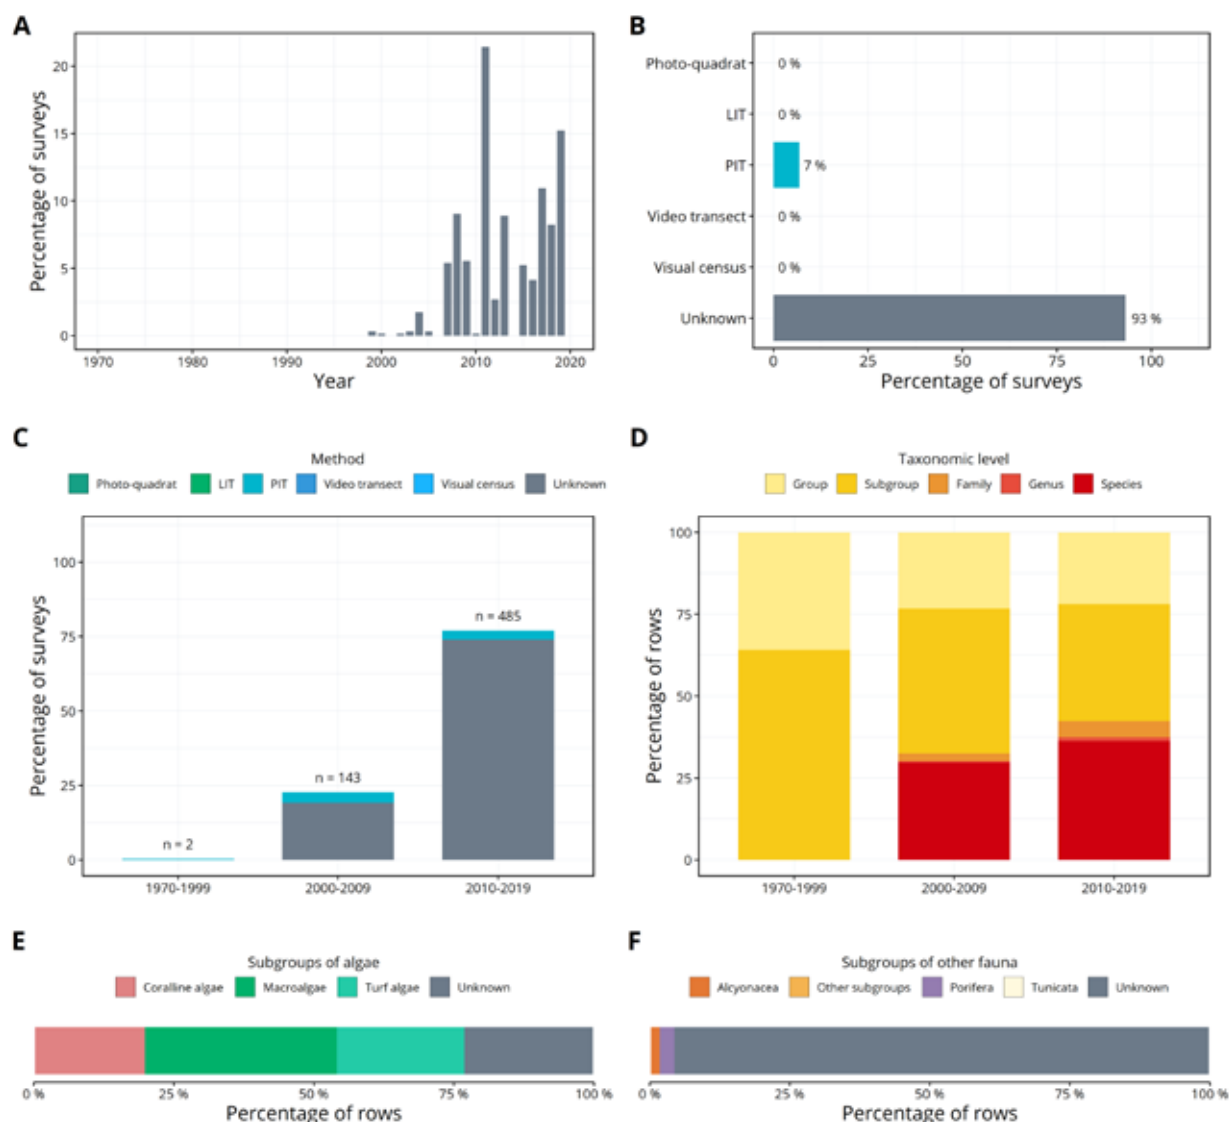 A
Percentage of surveys
20
15
10
5
0
1970 1980 1990 2000 2010 2020
Year
B
Photo-quadrat 0 %
LIT 0 %
PIT 7 %
Video transect 0 %
Visual census 0 %
Unknown 93 %
0 25 50 75 100
Percentage of surveys
C
Method
Photo-quadrat LIT PIT Video transect Visual census Unknown
Percentage of surveys
100
75
50
25
0
n = 2
n = 143
n = 485
1970-1999 2000-2009 2010-2019
D
Taxonomic level
Group Subgroup Family Genus Species
Percentage of rows
100
75
50
25
0
1970-1999 2000-2009 2010-2019
E
Subgroups of algae
Coralline algae Macroalgae Turf algae Unknown
0 % 25 % 50 % 75 % 100 %
Percentage of rows
F
Subgroups of other fauna
Alcyonacea Other subgroups Porifera Tunicata Unknown
0 % 25 % 50 % 75 % 100 %
Percentage of rows